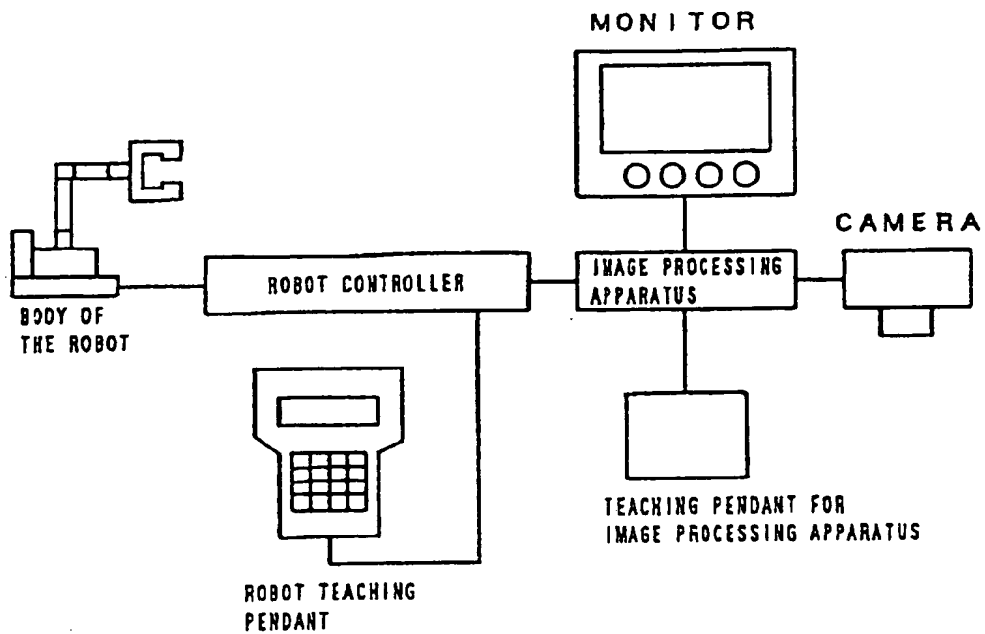 MONITOR
CAMERA
BODY OF
THE ROBOT
ROBOT CONTROLLER
IMAGE PROCESSING
APPARATUS
ROBOT TEACHING
PENDANT
TEACHING PENDANT FOR
IMAGE PROCESSING APPARATUS